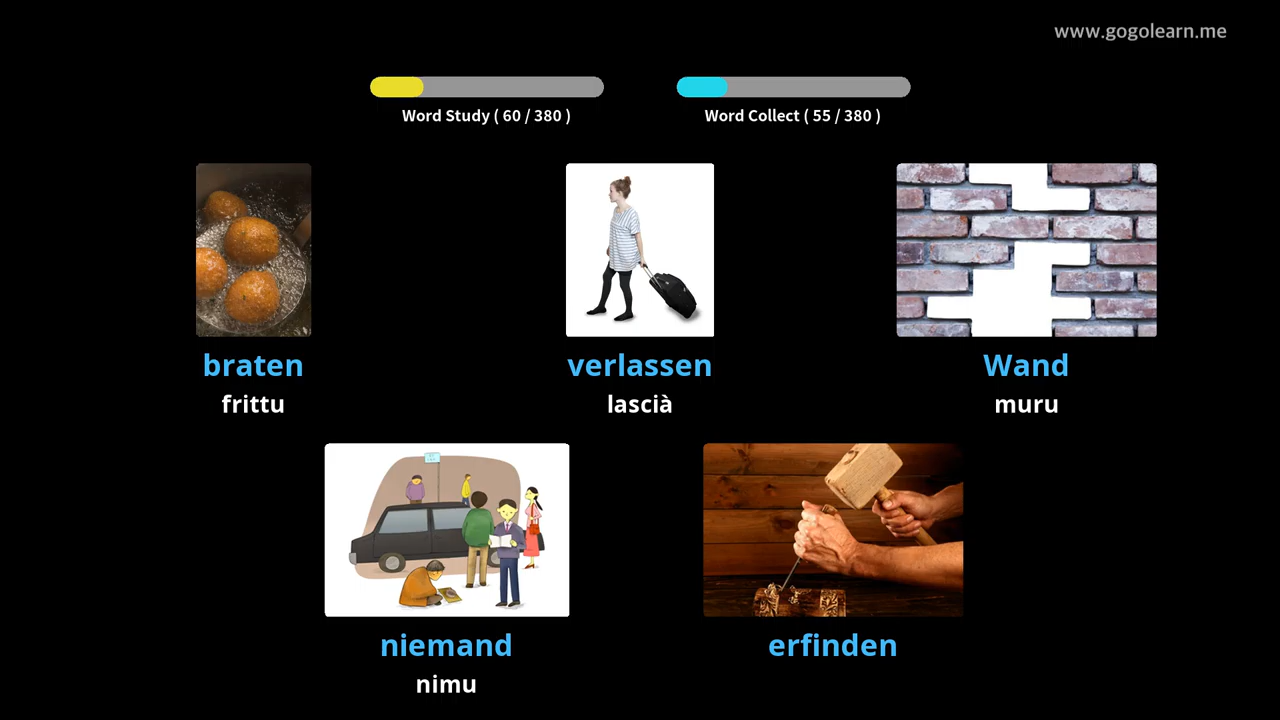 www.gogolearn.me
Word Study ( 60 / 380 )
Word Collect ( 55 / 380 )
braten
frittu
verlassen
lascià
Wand
muru
niemand
nimu
erfinden